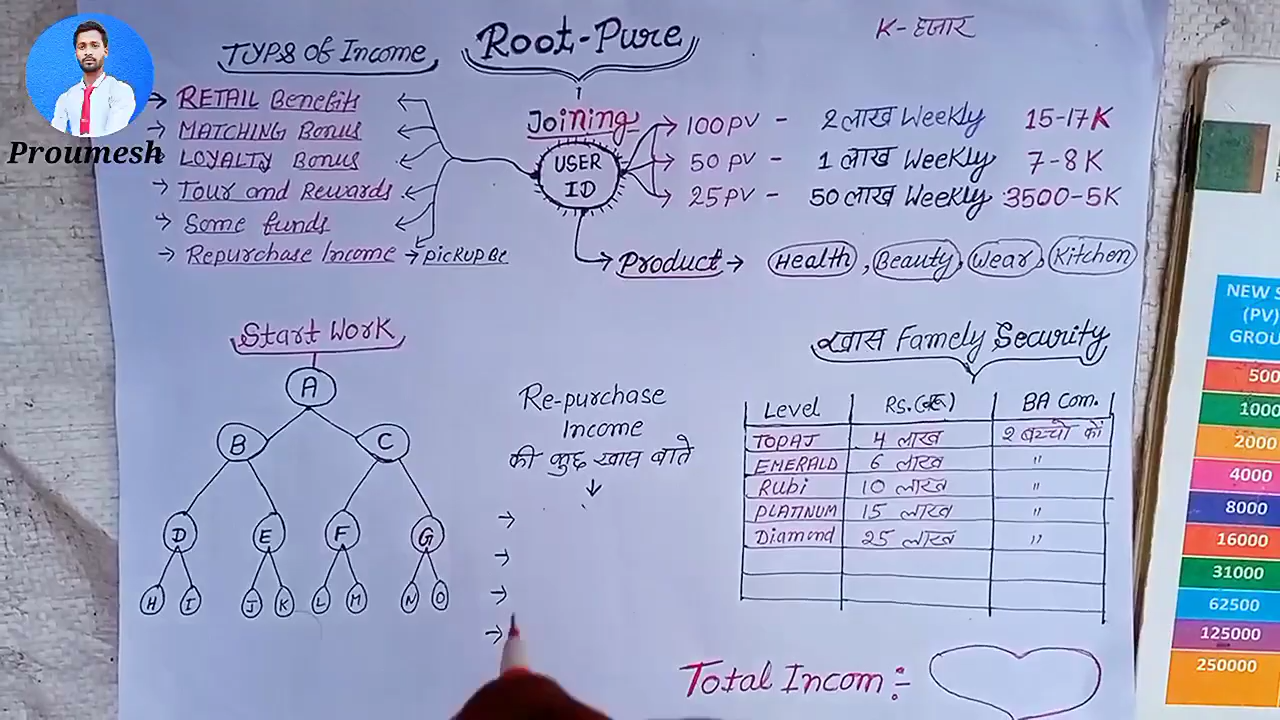 Root-Pure
K-हजार
TYPS of Income
Proumesh
→ RETAIL Benefits
→ MATCHING Bonus
→ LOYALTY Bonus
→ Tour and Rewards
→ Some funds
→ Repurchase Income → pickup Be
Joining
USER
ID
→ 100 PV - 2 लाख Weekly 15-17K
→ 50 PV - 1 लाख Weekly 7-8 K
→ 25 PV - 50 लाख Weekly 3500-5K
→ Product → Health, Beauty, Wear, Kitchen
Start Work
A
B C
D E F G
H I J K L M N O
Re-purchase
Income
की कुछ खास बाते
↓
→
→
→
→
खास Famely Security
Level Rs. BA Com.
TOPAJ 4 लाख 2 बच्चो को
EMERALD 6 लाख "
Rubi 10 लाख "
PLATINUM 15 लाख "
Diamond 25 लाख "
Total Incom :-
NEW S
(PV)
GROU
500
1000
2000
4000
8000
16000
31000
62500
125000
250000